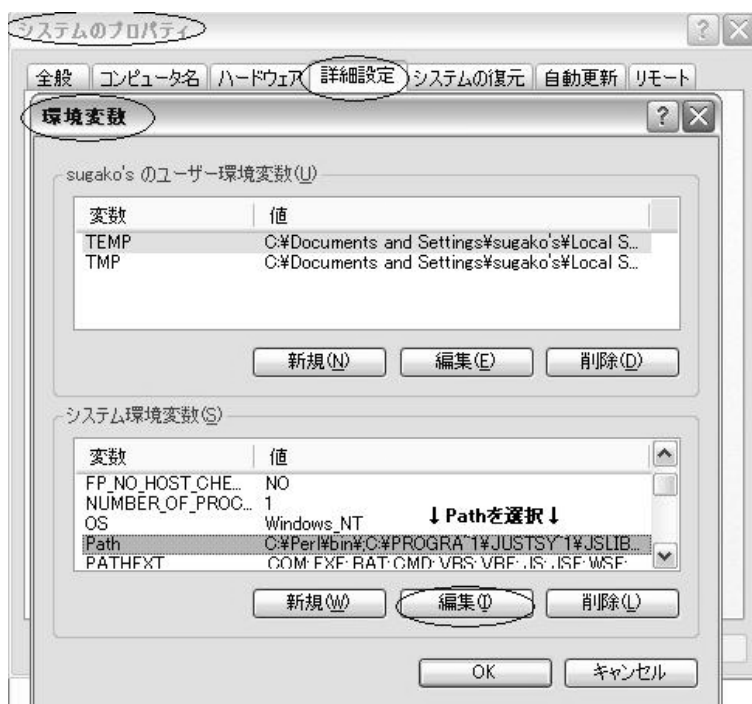 システムのプロパティ
全般 コンピュータ名 ハードウェア 詳細設定 システムの復元 自動更新 リモート
環境変数
sugako's のユーザー環境変数(U)
変数 値
TEMP C:¥Documents and Settings¥sugako's¥Local S...
TMP C:¥Documents and Settings¥sugako's¥Local S...
新規(N) 編集(E) 削除(D)
システム環境変数(S)
変数 値
FP_NO_HOST_CHE... NO
NUMBER_OF_PROC... 1
OS Windows_NT ↓Pathを選択↓
Path C:¥Perl¥bin¥;C:¥PROGRA~1¥JUSTSY~1¥JSLIB...
PATHEXT .COM;.EXE;.BAT;.CMD;.VBS;.VBE;.JS;.JSE;.WSF;
新規(W) 編集(I) 削除(L)
OK キャンセル